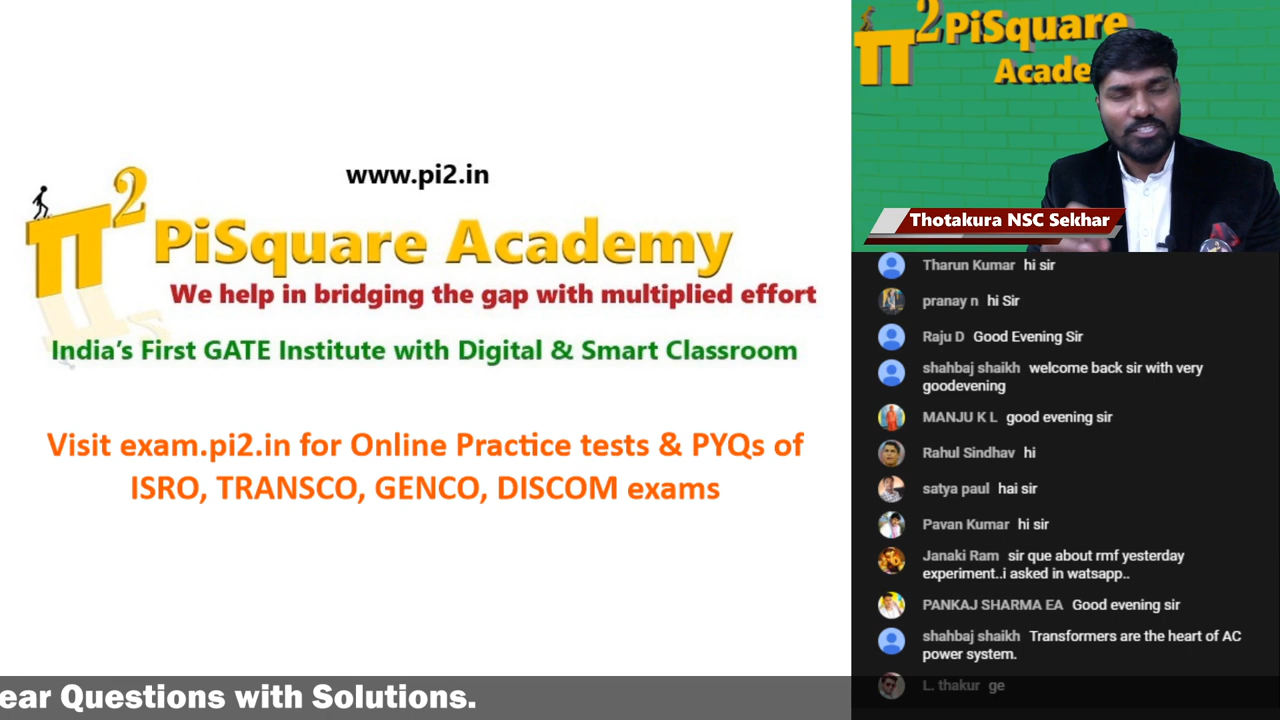 www.pi2.in
π2
PiSquare Academy
We help in bridging the gap with multiplied effort
India's First GATE Institute with Digital & Smart Classroom
Visit exam.pi2.in for Online Practice tests & PYQs of
ISRO, TRANSCO, GENCO, DISCOM exams
π2 PiSquare
Acade
Thotakura NSC Sekhar
Tharun Kumar hi sir
pranay n hi Sir
Raju D Good Evening Sir
shahbaj shaikh welcome back sir with very
goodevening
MANJU K L good evening sir
Rahul Sindhav hi
satya paul hai sir
Pavan Kumar hi sir
Janaki Ram sir que about rmf yesterday
experiment..i asked in watsapp..
PANKAJ SHARMA EA Good evening sir
shahbaj shaikh Transformers are the heart of AC
power system.
L. thakur ge
ear Questions with Solutions.